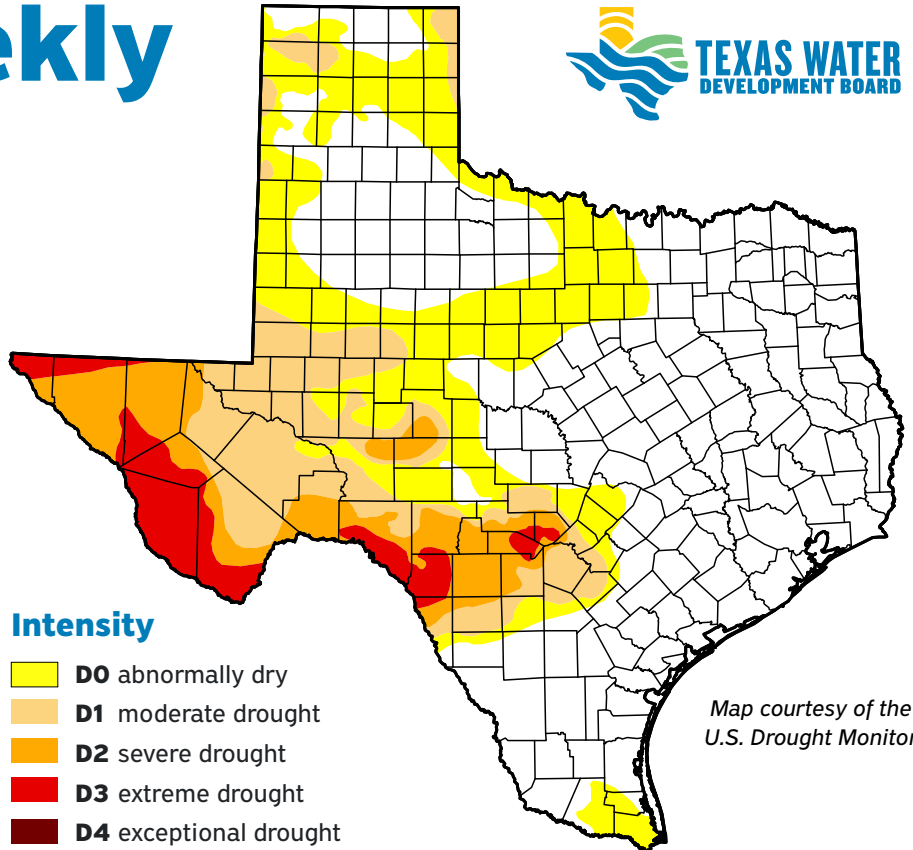 ekly
TEXAS WATER
DEVELOPMENT BOARD
Intensity
D0 abnormally dry
D1 moderate drought
D2 severe drought
D3 extreme drought
D4 exceptional drought
Map courtesy of the
U.S. Drought Monitor